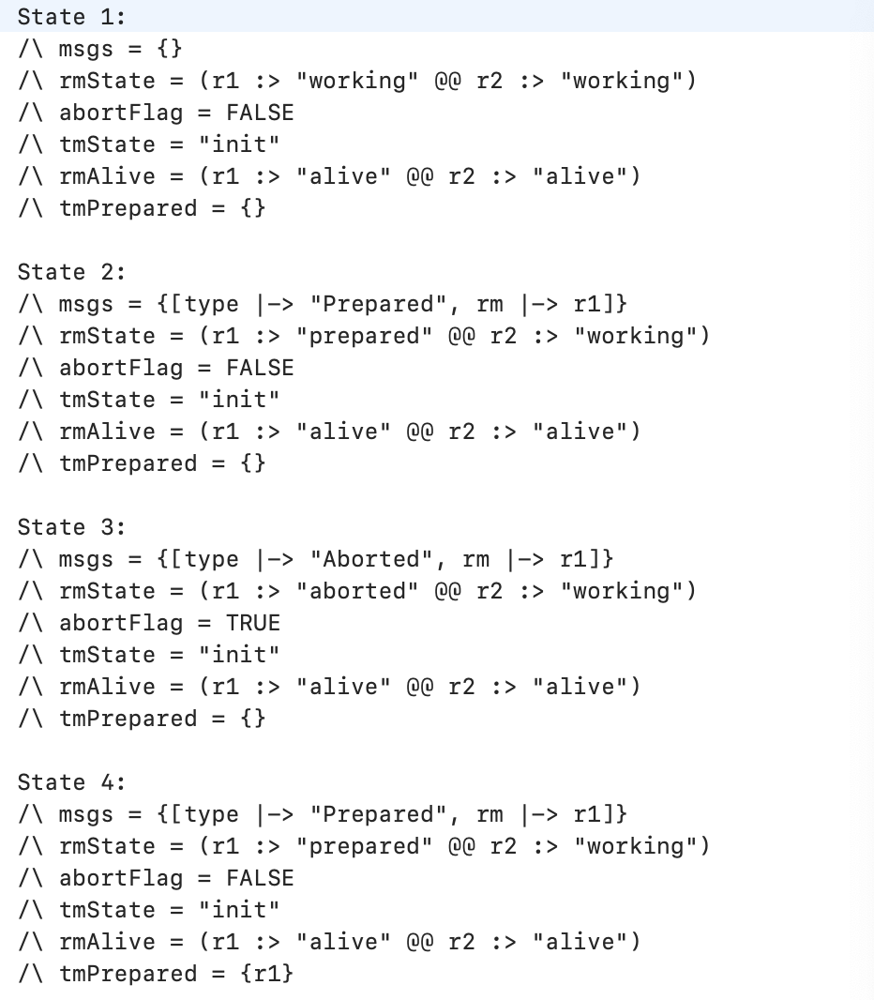 State 1:
/\ msgs = {}
/\ rmState = (r1 :> "working" @@ r2 :> "working")
/\ abortFlag = FALSE
/\ tmState = "init"
/\ rmAlive = (r1 :> "alive" @@ r2 :> "alive")
/\ tmPrepared = {}

State 2:
/\ msgs = {[type |-> "Prepared", rm |-> r1]}
/\ rmState = (r1 :> "prepared" @@ r2 :> "working")
/\ abortFlag = FALSE
/\ tmState = "init"
/\ rmAlive = (r1 :> "alive" @@ r2 :> "alive")
/\ tmPrepared = {}

State 3:
/\ msgs = {[type |-> "Aborted", rm |-> r1]}
/\ rmState = (r1 :> "aborted" @@ r2 :> "working")
/\ abortFlag = TRUE
/\ tmState = "init"
/\ rmAlive = (r1 :> "alive" @@ r2 :> "alive")
/\ tmPrepared = {}

State 4:
/\ msgs = {[type |-> "Prepared", rm |-> r1]}
/\ rmState = (r1 :> "prepared" @@ r2 :> "working")
/\ abortFlag = FALSE
/\ tmState = "init"
/\ rmAlive = (r1 :> "alive" @@ r2 :> "alive")
/\ tmPrepared = {r1}